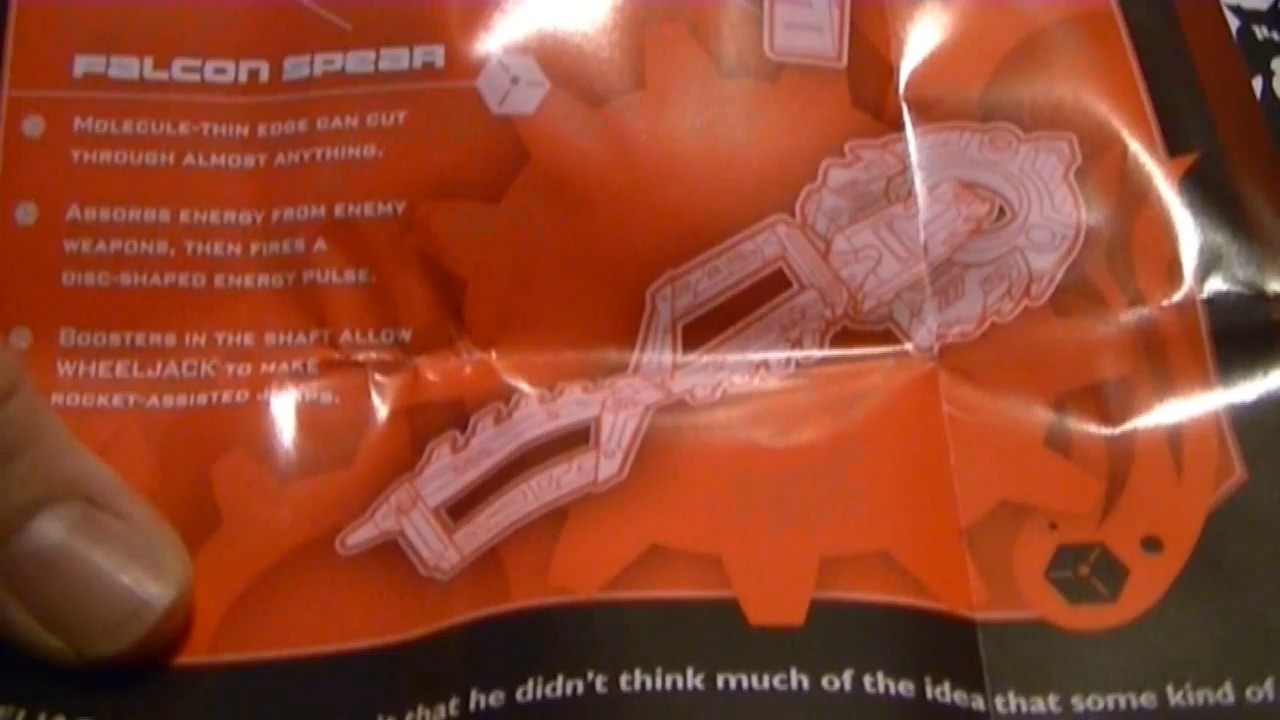 FALCON SPEAR
MOLECULE-THIN EDGE CAN CUT
THROUGH ALMOST ANYTHING.
ABSORBS ENERGY FROM ENEMY
WEAPONS, THEN FIRES A
DISC-SHAPED ENERGY PULSE.
BOOSTERS IN THE SHAFT ALLOW
WHEELJACK TO MAKE
ROCKET-ASSISTED JUMPS.
that he didn't think much of the idea that some kind of